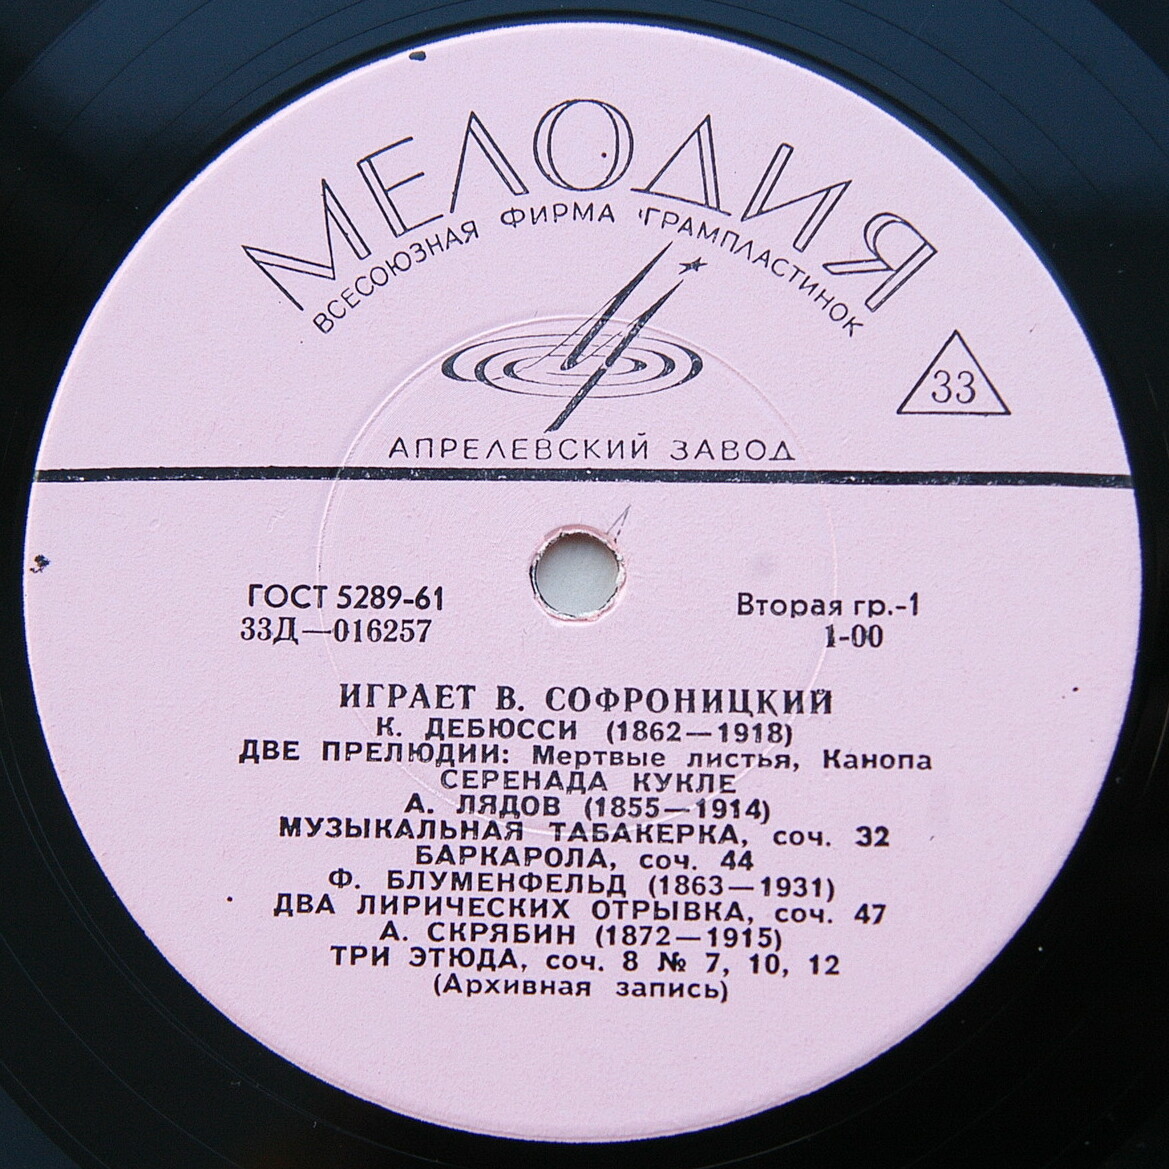 МЕЛОДИЯ
ВСЕСОЮЗНАЯ ФИРМА ГРАМПЛАСТИНОК
33
АПРЕЛЕВСКИЙ ЗАВОД
ГОСТ 5289-61
33Д—016257
Вторая гр.-1
1-00
ИГРАЕТ В. СОФРОНИЦКИЙ
К. ДЕБЮССИ (1862—1918)
ДВЕ ПРЕЛЮДИИ: Мертвые листья, Канопа
СЕРЕНАДА КУКЛЕ
А. ЛЯДОВ (1855—1914)
МУЗЫКАЛЬНАЯ ТАБАКЕРКА, соч. 32
БАРКАРОЛА, соч. 44
Ф. БЛУМЕНФЕЛЬД (1863—1931)
ДВА ЛИРИЧЕСКИХ ОТРЫВКА, соч. 47
А. СКРЯБИН (1872—1915)
ТРИ ЭТЮДА, соч. 8 № 7, 10, 12
(Архивная запись)